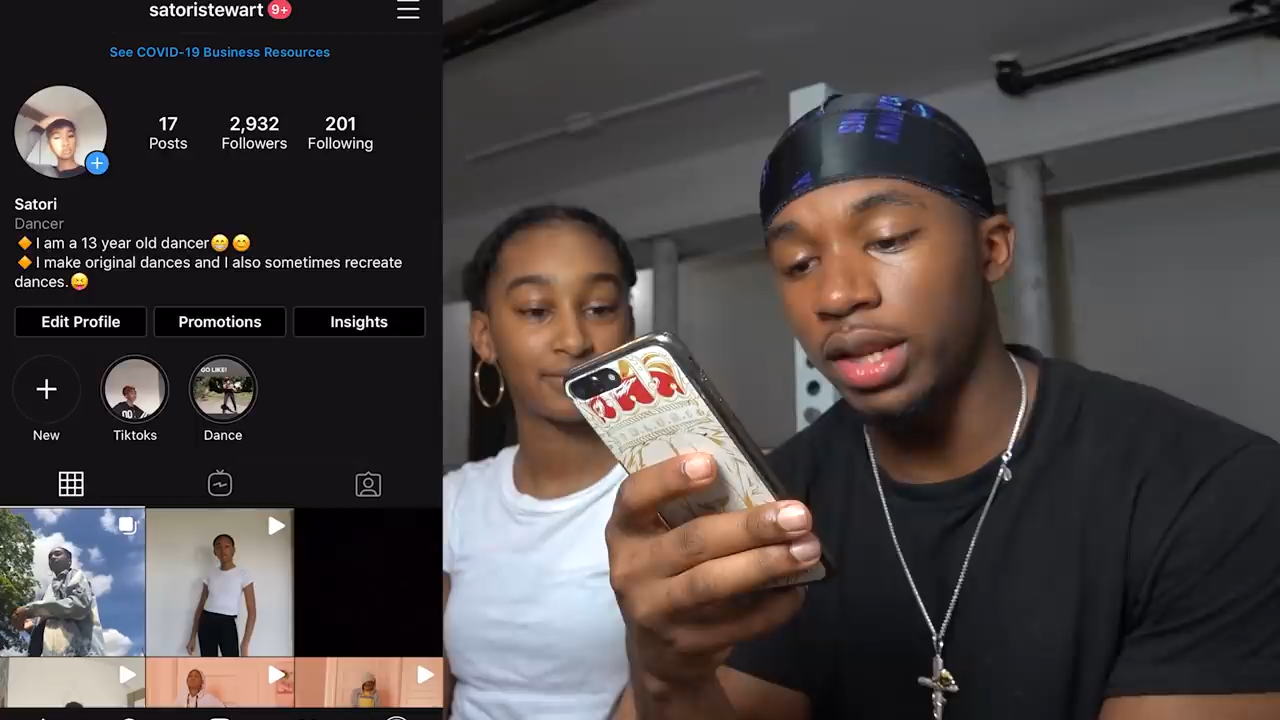 satoristewart 9+
See COVID-19 Business Resources
17 2,932 201
Posts Followers Following
Satori
Dancer
🔶I am a 13 year old dancer😁😊
🔶I make original dances and I also sometimes recreate
dances.😝
Edit Profile Promotions Insights
GO LIKE!
New Tiktoks Dance